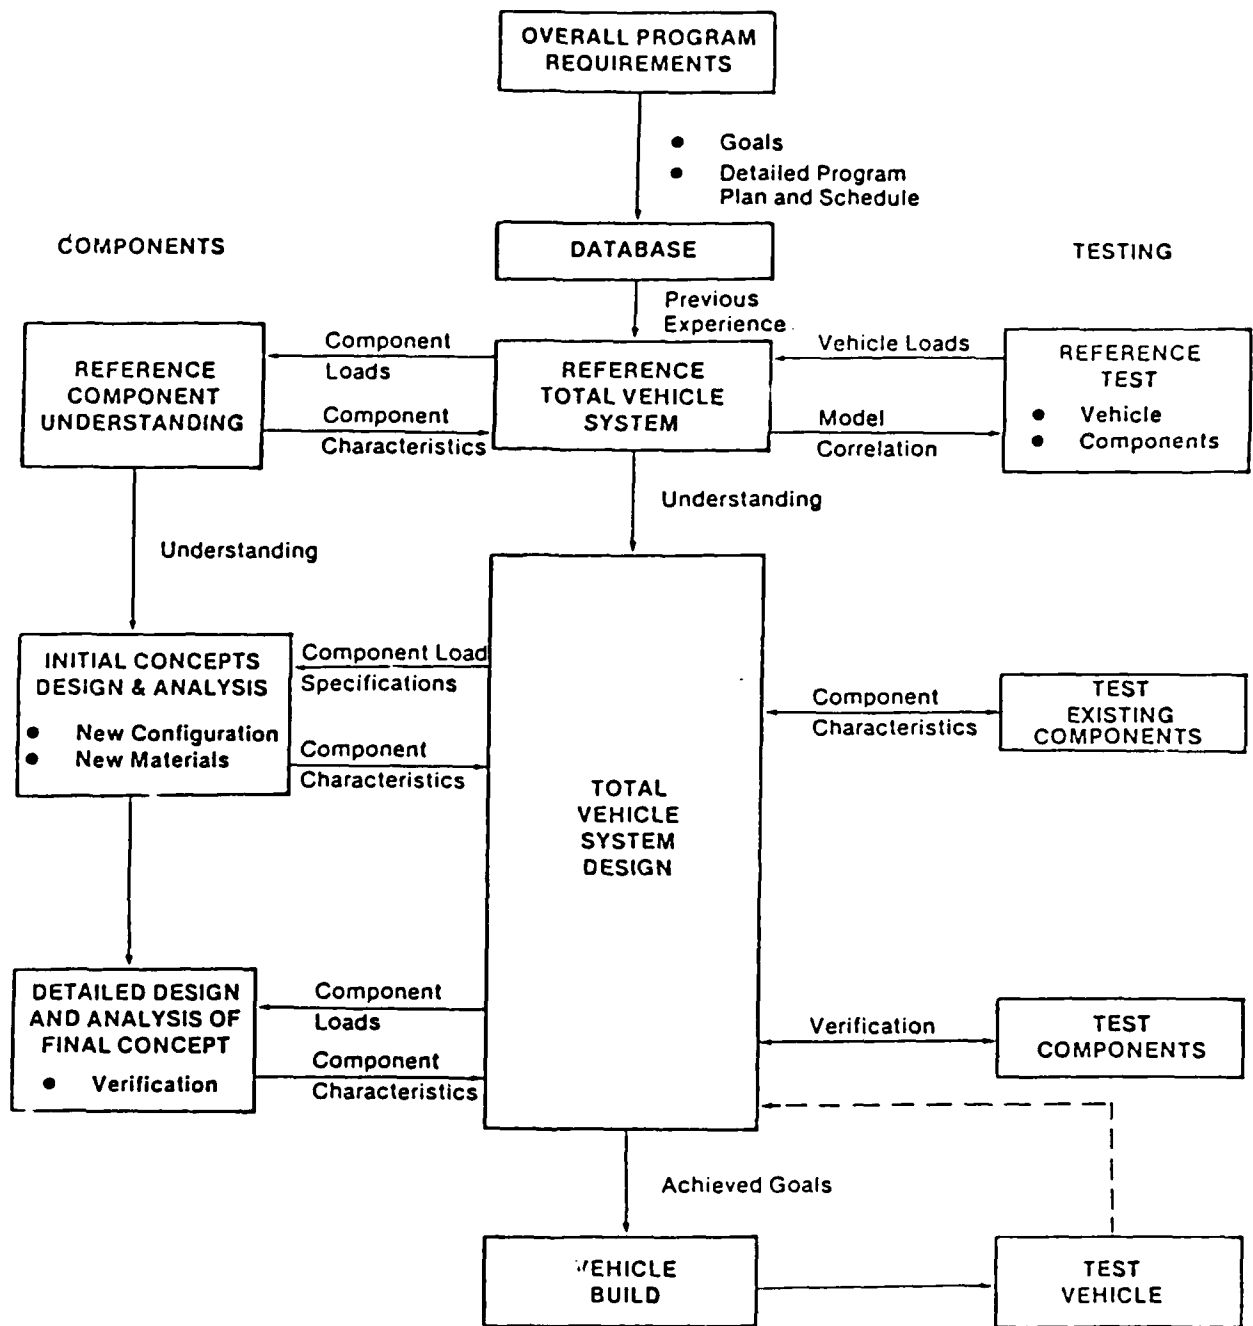 OVERALL PROGRAM
REQUIREMENTS
● Goals
● Detailed Program
Plan and Schedule
COMPONENTS
DATABASE
TESTING
Previous
Experience
Component
Loads
Component
Characteristics
REFERENCE
COMPONENT
UNDERSTANDING
REFERENCE
TOTAL VEHICLE
SYSTEM
Vehicle Loads
Model
Correlation
REFERENCE
TEST
● Vehicle
● Components
Understanding
Understanding
INITIAL CONCEPTS
DESIGN & ANALYSIS
● New Configuration
● New Materials
Component Load
Specifications
Component
Characteristics
TOTAL
VEHICLE
SYSTEM
DESIGN
Component
Characteristics
TEST
EXISTING
COMPONENTS
DETAILED DESIGN
AND ANALYSIS OF
FINAL CONCEPT
● Verification
Component
Loads
Component
Characteristics
Verification
TEST
COMPONENTS
Achieved Goals
VEHICLE
BUILD
TEST
VEHICLE